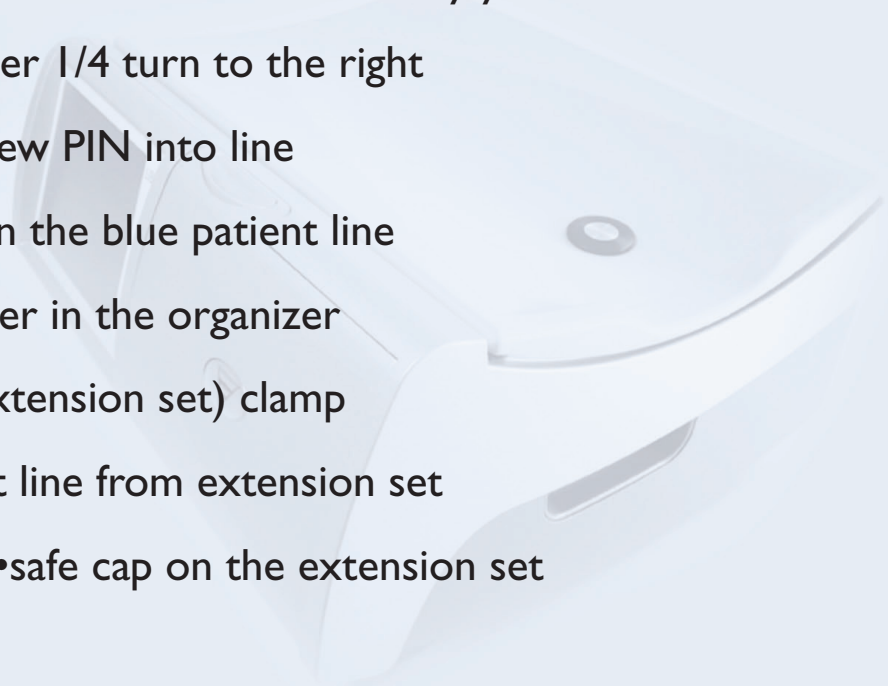 er 1/4 turn to the right
ew PIN into line
n the blue patient line
er in the organizer
xtension set) clamp
t line from extension set
•safe cap on the extension set